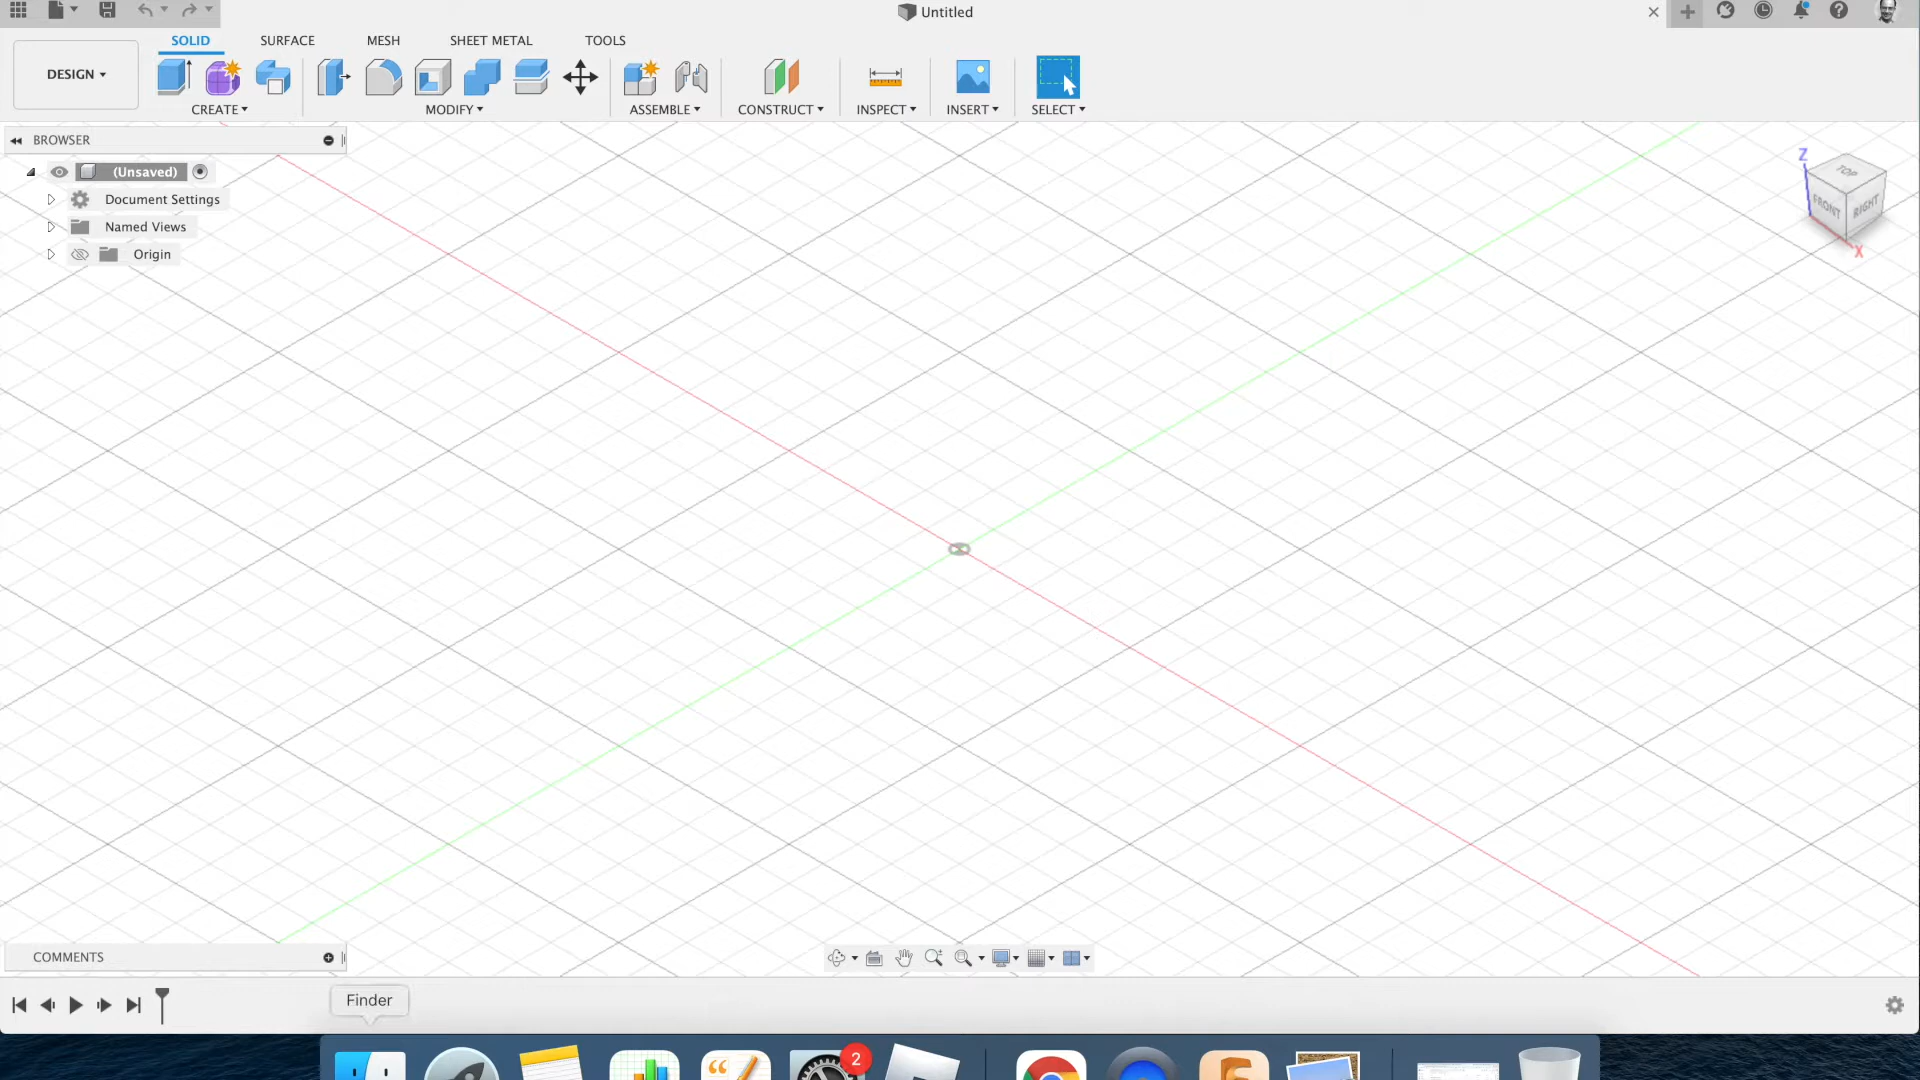 Untitled
SOLID SURFACE MESH SHEET METAL TOOLS
DESIGN
CREATE MODIFY ASSEMBLE CONSTRUCT INSPECT INSERT SELECT
BROWSER
(Unsaved)
Document Settings
Named Views
Origin
Z
TOP
FRONT
RIGHT
X
COMMENTS
Finder
2